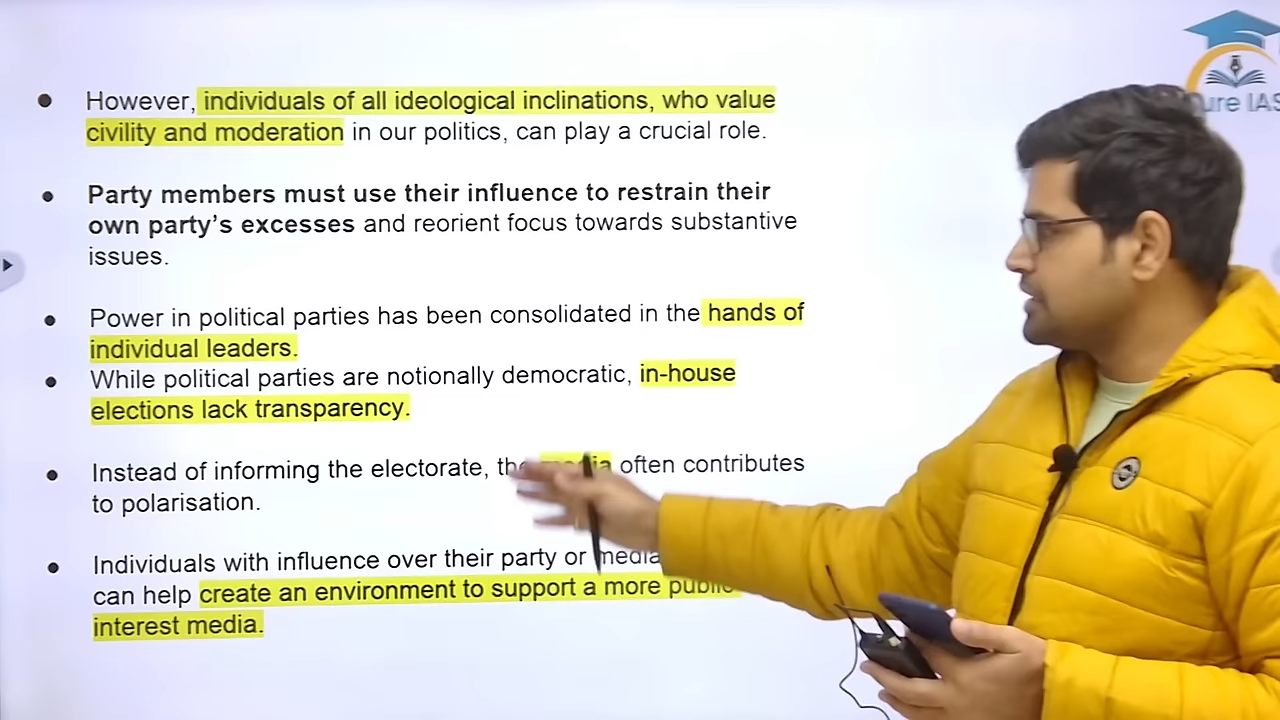 • However, individuals of all ideological inclinations, who value
civility and moderation in our politics, can play a crucial role.
• Party members must use their influence to restrain their
own party's excesses and reorient focus towards substantive
issues.
• Power in political parties has been consolidated in the hands of
individual leaders.
• While political parties are notionally democratic, in-house
elections lack transparency.
• Instead of informing the electorate, often contributes
to polarisation.
• Individuals with influence over their party or media
can help create an environment to support a more public
interest media.
ure IAS